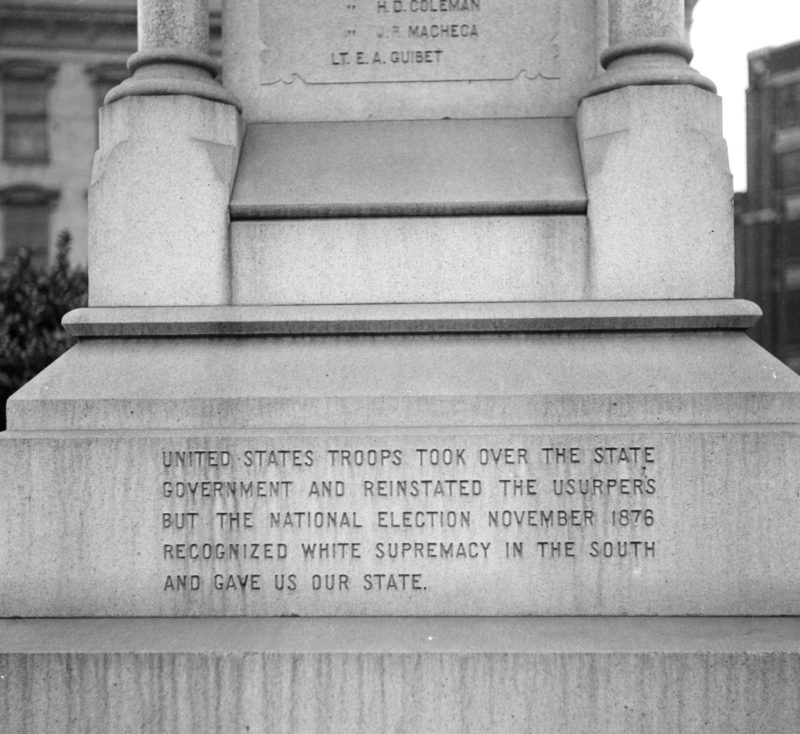 " H.D. COLEMAN
" J.F. MACHECA
LT. E.A. GUIBET
UNITED STATES TROOPS TOOK OVER THE STATE
GOVERNMENT AND REINSTATED THE USURPERS
BUT THE NATIONAL ELECTION NOVEMBER 1876
RECOGNIZED WHITE SUPREMACY IN THE SOUTH
AND GAVE US OUR STATE.